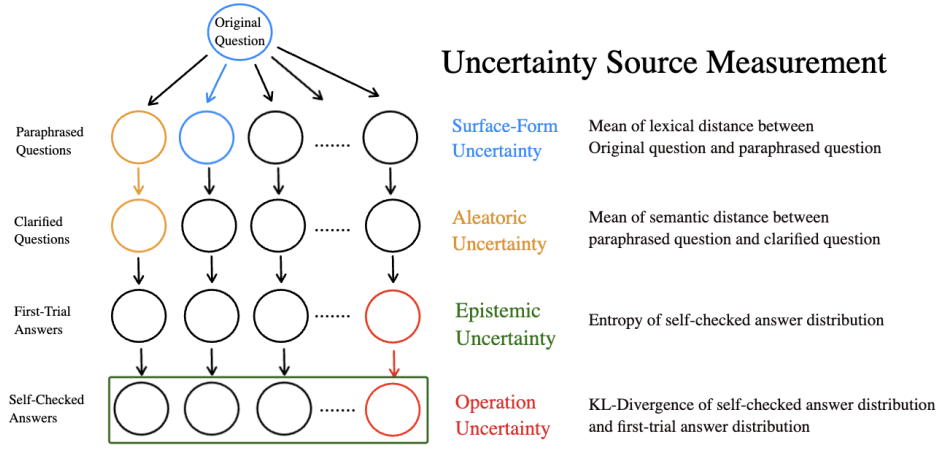 Original
Question
Uncertainty Source Measurement
Paraphrased
Questions
.......
Surface-Form
Uncertainty
Mean of lexical distance between
Original question and paraphrased question
Clarified
Questions
.......
Aleatoric
Uncertainty
Mean of semantic distance between
paraphrased question and clarified question
First-Trial
Answers
.......
Epistemic
Uncertainty
Entropy of self-checked answer distribution
Self-Checked
Answers
.......
Operation
Uncertainty
KL-Divergence of self-checked answer distribution
and first-trial answer distribution